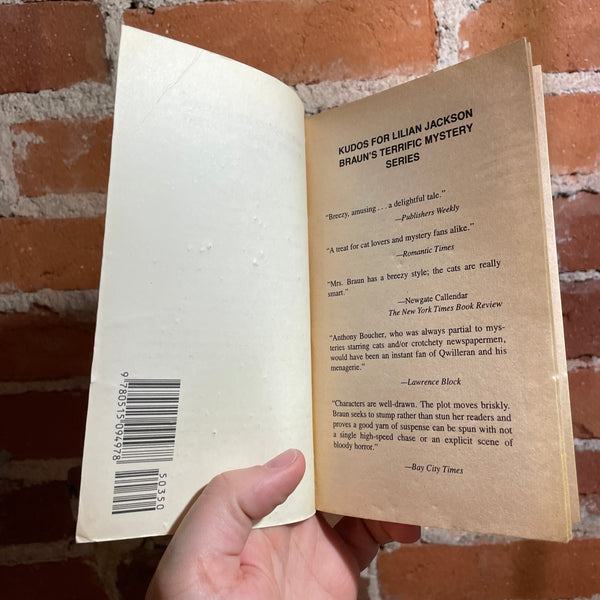 9780515094978
50350
KUDOS FOR LILIAN JACKSON
BRAUN'S TERRIFIC MYSTERY
SERIES
"Breezy, amusing . . . a delightful tale."
—Publishers Weekly
"A treat for cat lovers and mystery fans alike."
—Romantic Times
"Mrs. Braun has a breezy style; the cats are really
smart."
—Newgate Callendar
The New York Times Book Review
"Anthony Boucher, who was always partial to mys-
teries starring cats and/or crotchety newspapermen,
would have been an instant fan of Qwilleran and his
menagerie."
—Lawrence Block
"Characters are well-drawn. The plot moves briskly.
Braun seeks to stump rather than stun her readers and
proves a good yarn of suspense can be spun with not
a single high-speed chase or an explicit scene of
bloody horror."
—Bay City Times